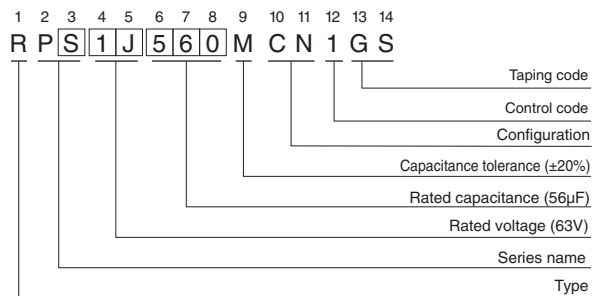 1 2 3 4 5 6 7 8 9 10 11 12 13 14
R P S 1 J 5 6 0 M C N 1 G S
Taping code
Control code
Configuration
Capacitance tolerance (±20%)
Rated capacitance (56µF)
Rated voltage (63V)
Series name
Type